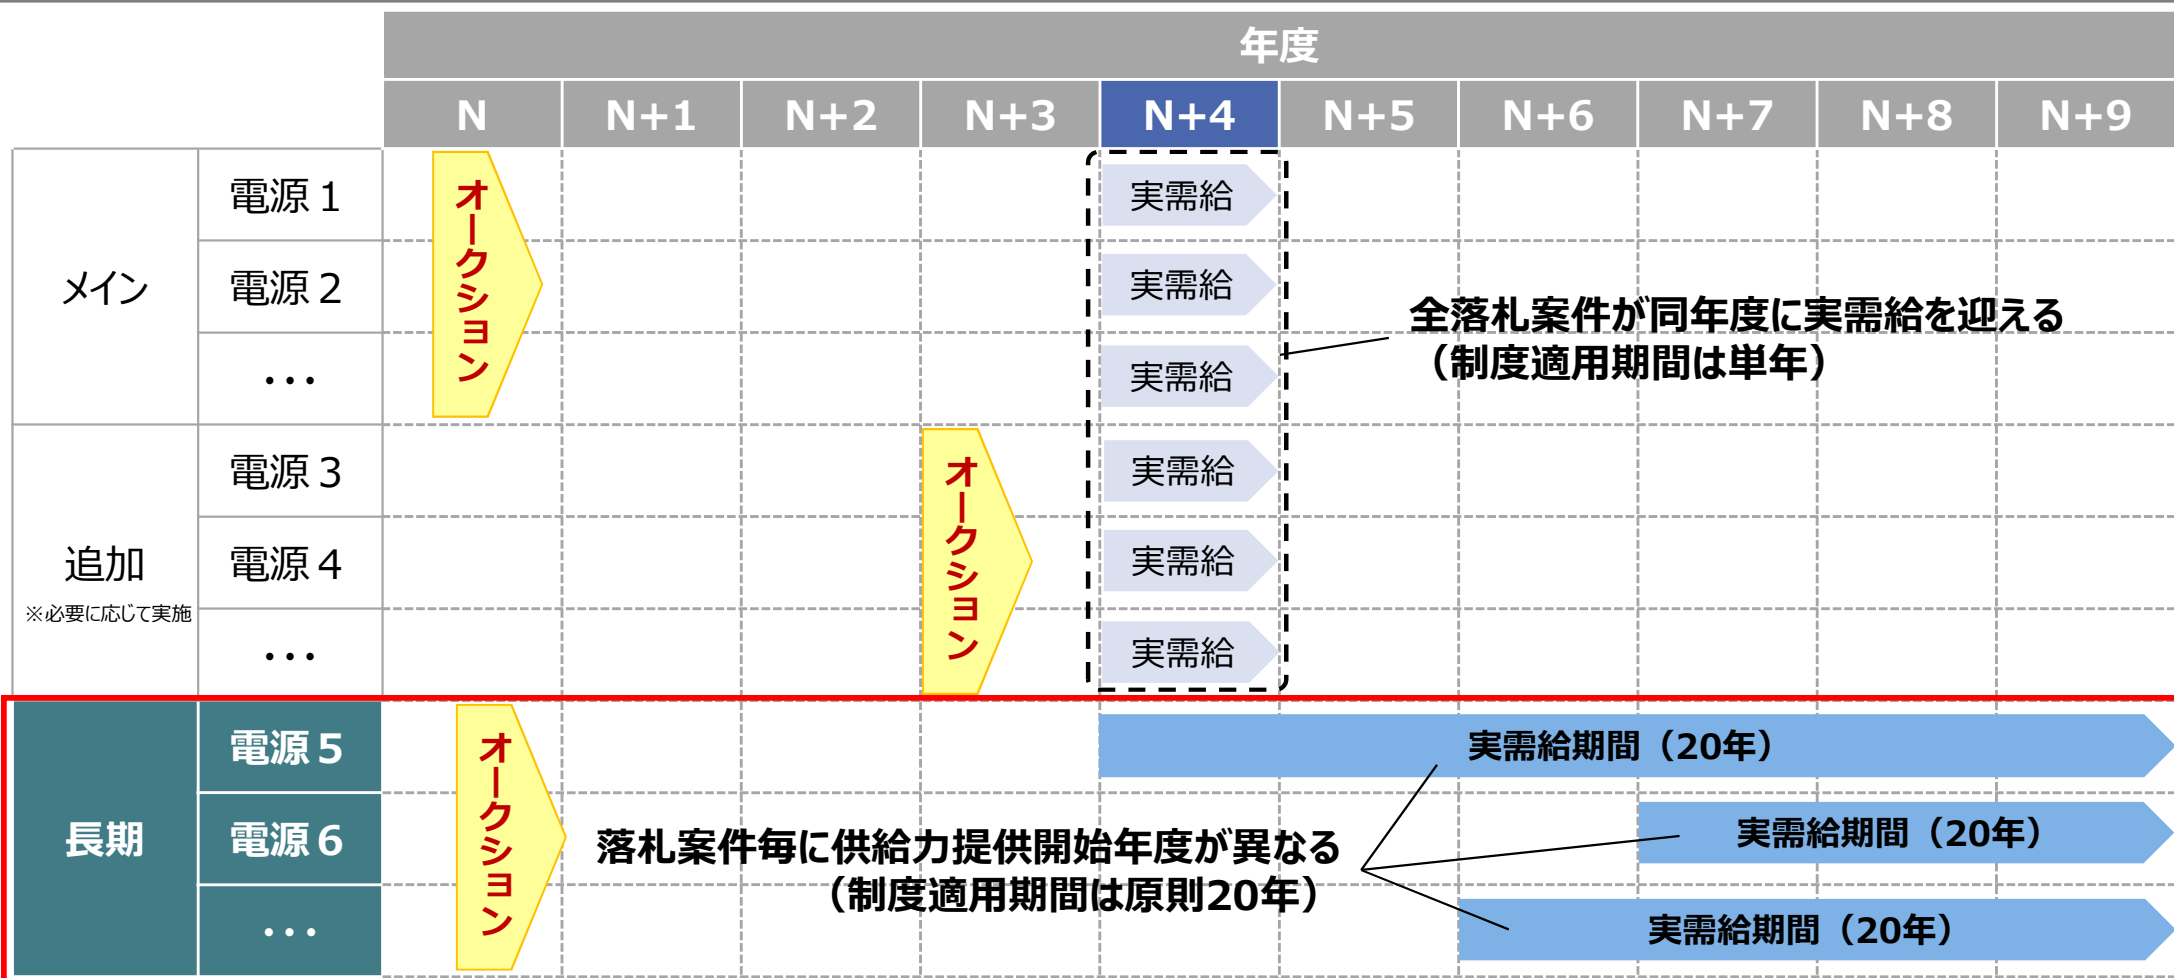 年度
N N+1 N+2 N+3 N+4 N+5 N+6 N+7 N+8 N+9
メイン
電源1
オークション
実需給
電源2
実需給
･･･
実需給
全落札案件が同年度に実需給を迎える
（制度適用期間は単年）
追加
※必要に応じて実施
電源3
オークション
実需給
電源4
実需給
･･･
実需給
長期
電源5
オークション
実需給期間（20年）
電源6
実需給期間（20年）
･･･
実需給期間（20年）
落札案件毎に供給力提供開始年度が異なる
（制度適用期間は原則20年）